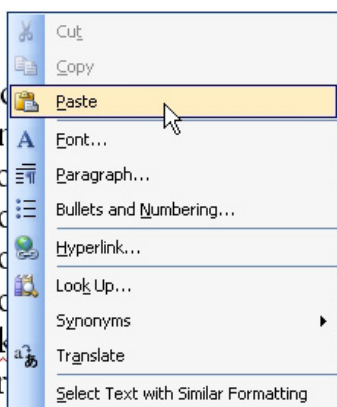 Cut
Copy
Paste
Font...
Paragraph...
Bullets and Numbering...
Hyperlink...
Look Up...
Synonyms
Translate
Select Text with Similar Formatting